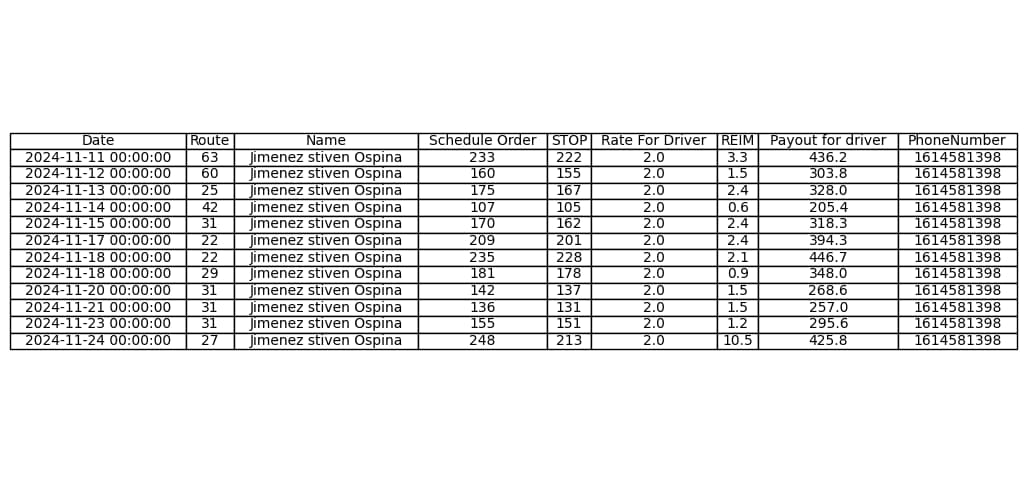 Date Route Name Schedule Order STOP Rate For Driver REIM Payout for driver PhoneNumber
2024-11-11 00:00:00 63 Jimenez stiven Ospina 233 222 2.0 3.3 436.2 1614581398
2024-11-12 00:00:00 60 Jimenez stiven Ospina 160 155 2.0 1.5 303.8 1614581398
2024-11-13 00:00:00 25 Jimenez stiven Ospina 175 167 2.0 2.4 328.0 1614581398
2024-11-14 00:00:00 42 Jimenez stiven Ospina 107 105 2.0 0.6 205.4 1614581398
2024-11-15 00:00:00 31 Jimenez stiven Ospina 170 162 2.0 2.4 318.3 1614581398
2024-11-17 00:00:00 22 Jimenez stiven Ospina 209 201 2.0 2.4 394.3 1614581398
2024-11-18 00:00:00 22 Jimenez stiven Ospina 235 228 2.0 2.1 446.7 1614581398
2024-11-18 00:00:00 29 Jimenez stiven Ospina 181 178 2.0 0.9 348.0 1614581398
2024-11-20 00:00:00 31 Jimenez stiven Ospina 142 137 2.0 1.5 268.6 1614581398
2024-11-21 00:00:00 31 Jimenez stiven Ospina 136 131 2.0 1.5 257.0 1614581398
2024-11-23 00:00:00 31 Jimenez stiven Ospina 155 151 2.0 1.2 295.6 1614581398
2024-11-24 00:00:00 27 Jimenez stiven Ospina 248 213 2.0 10.5 425.8 1614581398